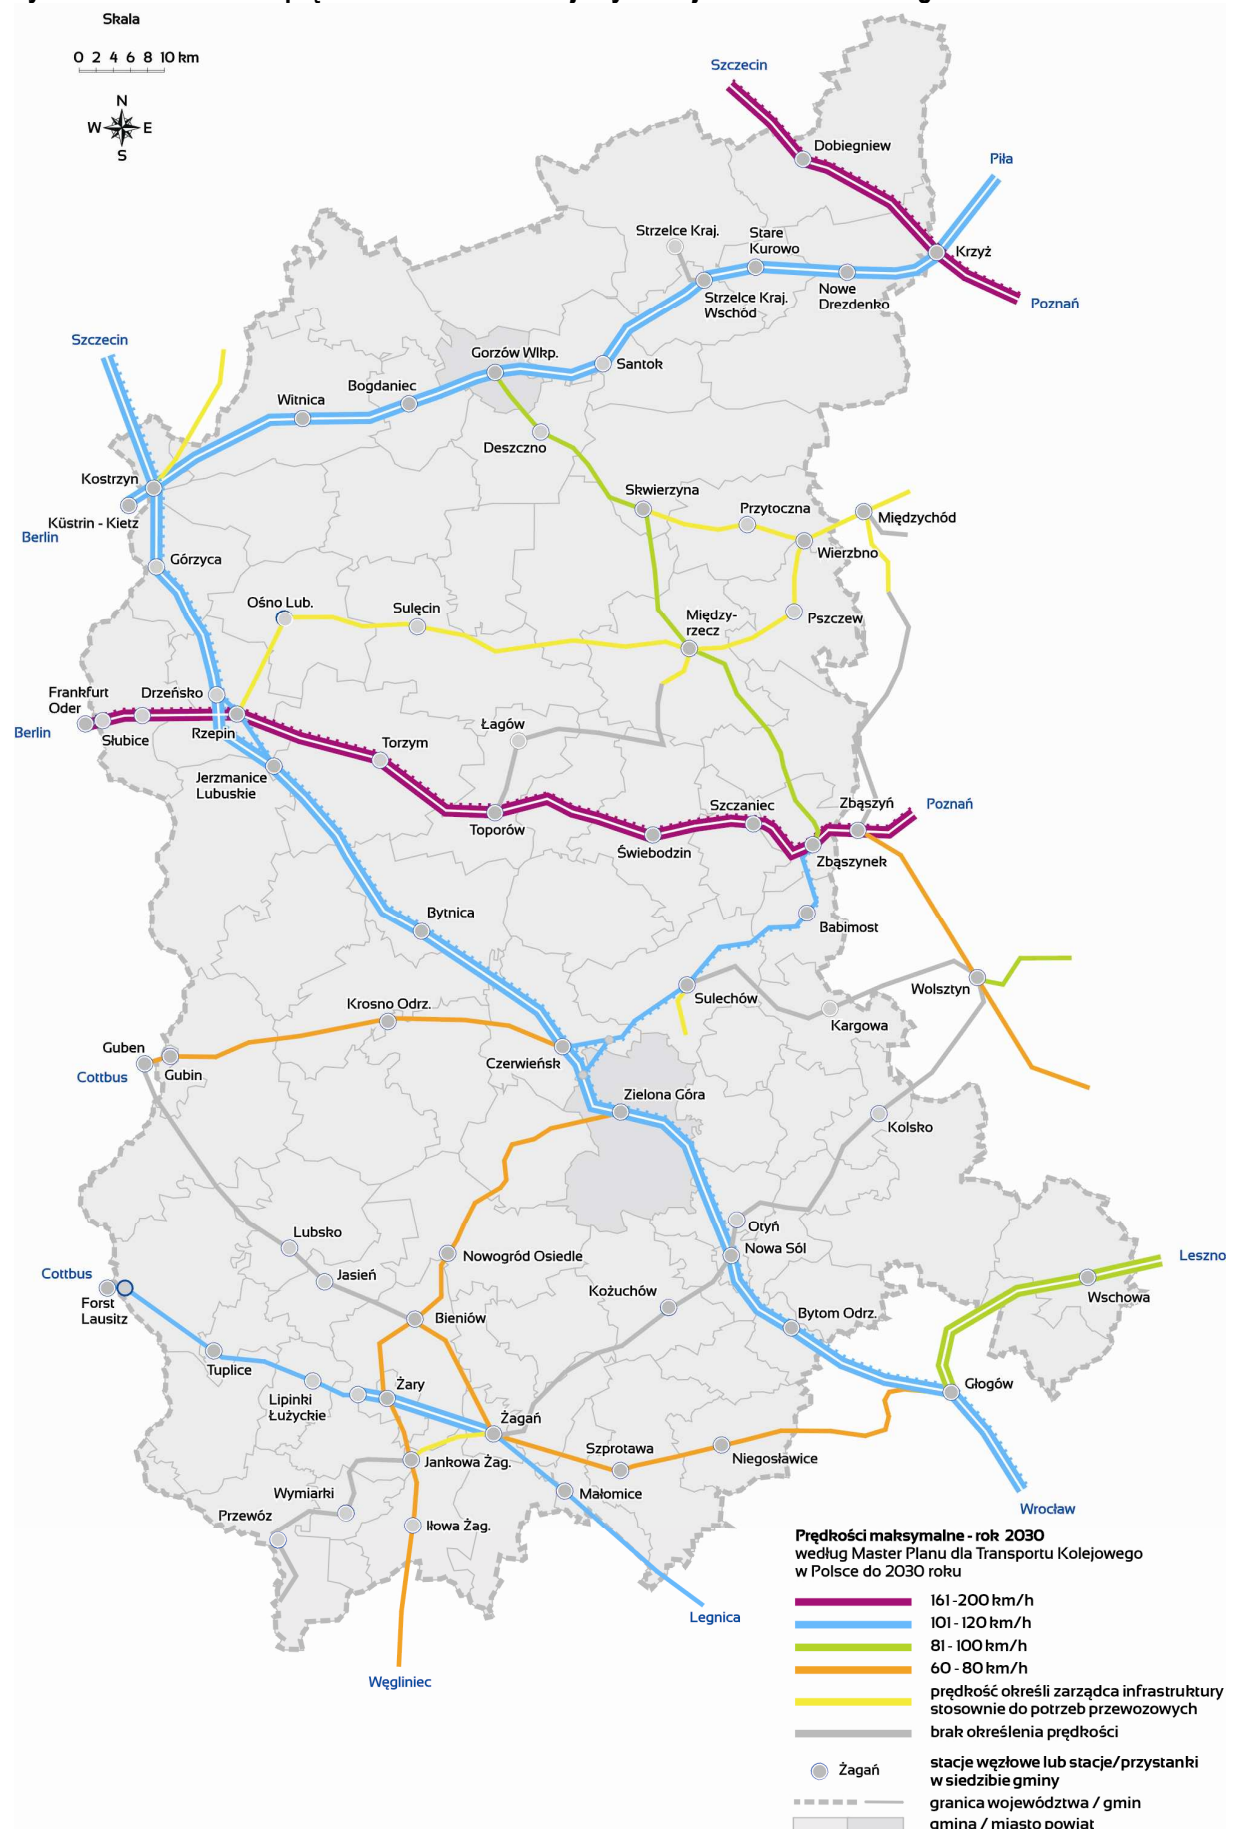 Skala
0 2 4 6 8 10 km
N
W E
S
Szczecin
Dobiegniew
Piła
Strzelce Kraj.
Stare
Kurowo
Krzyż
Nowe
Drezdenko
Strzelce Kraj.
Wschód
Poznań
Szczecin
Gorzów Wlkp.
Santok
Bogdaniec
Witnica
Deszczno
Kostrzyn
Skwierzyna
Przytoczna
Międzychód
Küstrin - Kietz
Berlin
Wierzbno
Górzyca
Ośno Lub.
Sulęcin
Między-
rzecz
Pszczew
Frankfurt
Oder
Drzeńsko
Łagów
Berlin
Słubice
Rzepin
Torzym
Jerzmanice
Lubuskie
Szczaniec
Zbąszyń
Poznań
Toporów
Świebodzin
Zbąszynek
Bytnica
Babimost
Wolsztyn
Sulechów
Krosno Odrz.
Kargowa
Guben
Gubin
Cottbus
Czerwieńsk
Zielona Góra
Kolsko
Otyń
Lubsko
Nowogród Osiedle
Nowa Sól
Leszno
Cottbus
Jasień
Kożuchów
Wschowa
Forst
Lausitz
Bieniów
Bytom Odrz.
Tuplice
Żary
Głogów
Lipinki
Łużyckie
Żagań
Szprotawa
Niegosławice
Jankowa Żag.
Wymiarki
Małomice
Przewóz
Iłowa Żag.
Wrocław
Legnica
Węgliniec
Prędkości maksymalne - rok 2030
według Master Planu dla Transportu Kolejowego
w Polsce do 2030 roku
161 -200 km/h
101 - 120 km/h
81 - 100 km/h
60 - 80 km/h
prędkość określi zarządca infrastruktury
stosownie do potrzeb przewozowych
brak określenia prędkości
Żagań
stacje węzłowe lub stacje/przystanki
w siedzibie gminy
granica województwa / gmin
gmina / miasto powiat